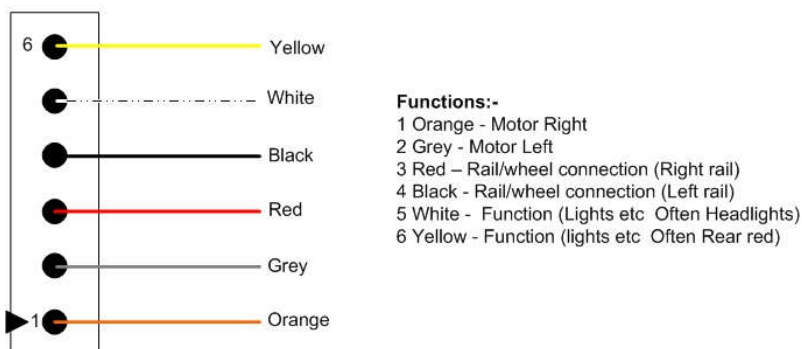 6 Yellow
White
Black
Red
Grey
1 Orange
Functions:-
1 Orange - Motor Right
2 Grey - Motor Left
3 Red – Rail/wheel connection (Right rail)
4 Black - Rail/wheel connection (Left rail)
5 White -  Function (Lights etc  Often Headlights)
6 Yellow - Function (lights etc  Often Rear red)